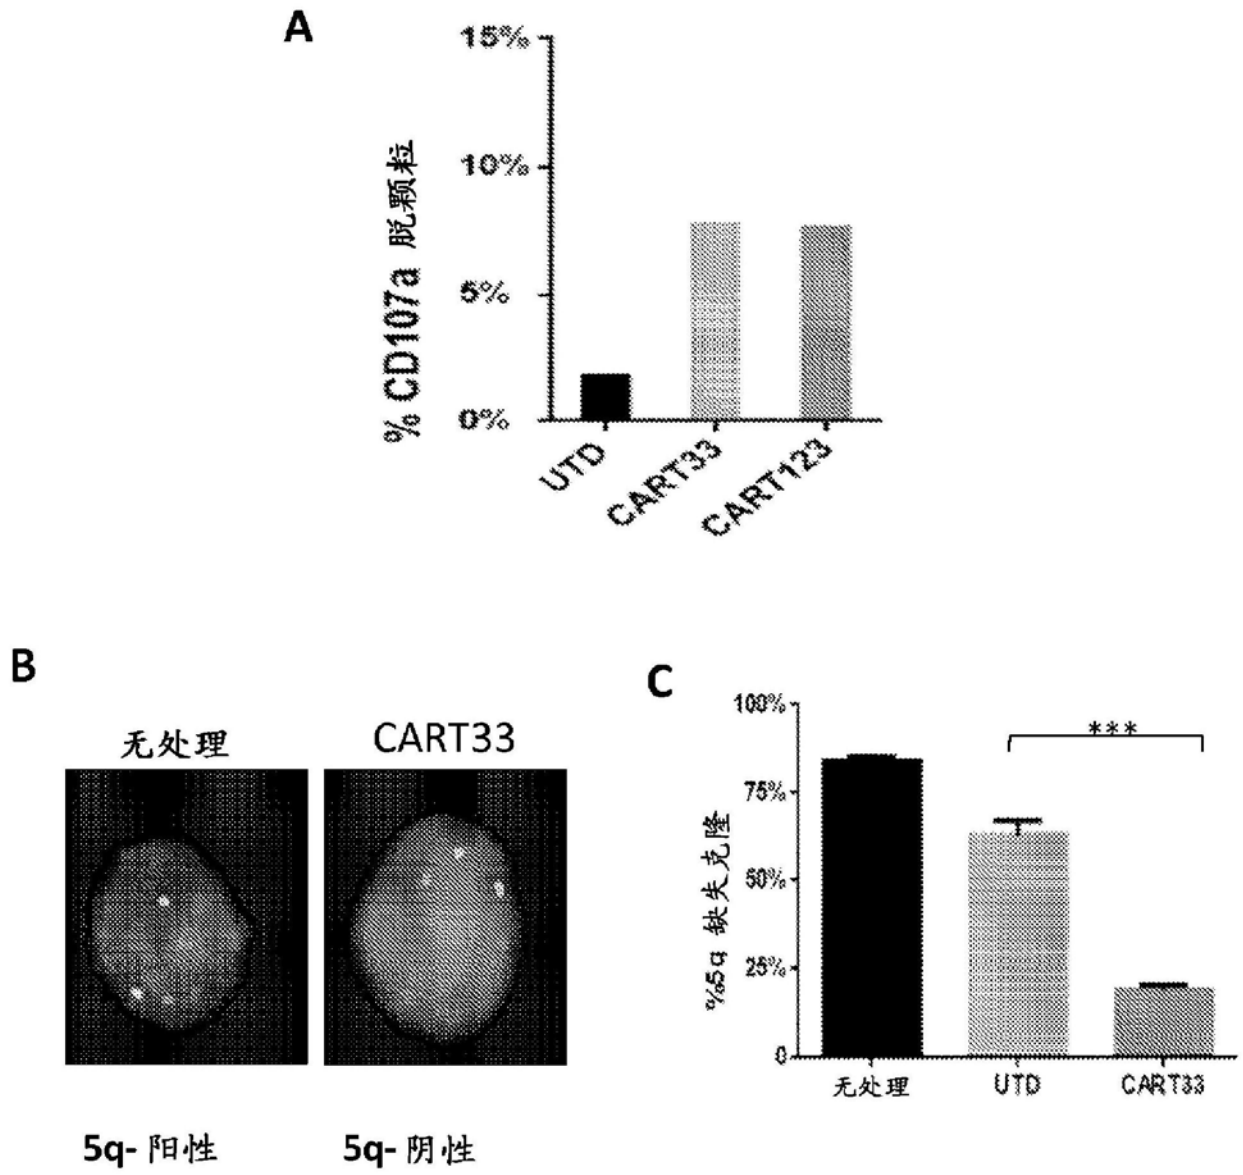 A
15%
10%
5%
0%
% CD107a 脱颗粒
UTD
CART33
CART123
B
无处理
CART33
5q- 阳性
5q- 阴性
C
100%
75%
50%
25%
0
%5q 缺失克隆
***
无处理
UTD
CART33